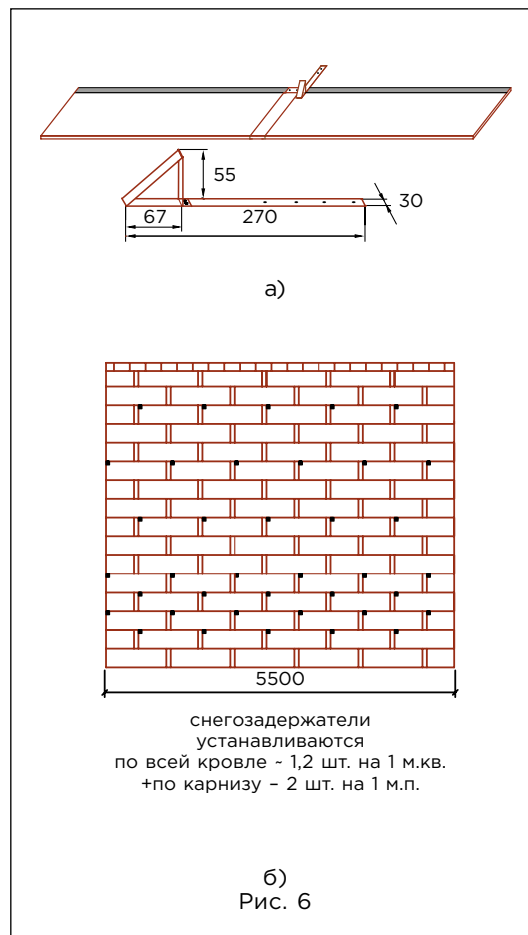 55
30
67
270
а)
5500
снегозадержатели
устанавливаются
по всей кровле ~ 1,2 шт. на 1 м.кв.
+по карнизу – 2 шт. на 1 м.п.
б)
Рис. 6